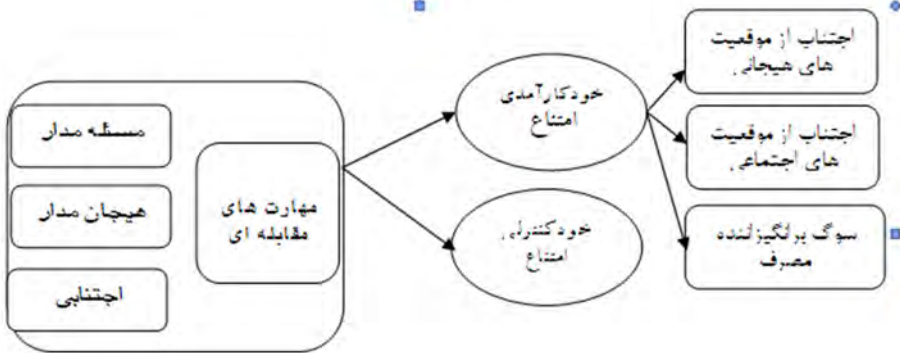 اجتناب از موقعیت
های هیجانی
خودکارآمدی
امتناع
اجتناب از موقعیت
های اجتماعی
سوگ برانگیزاننده
مصرف
خودکنترلی
امتناع
مهارت های
مقابله ای
مسئله مدار
هیجان مدار
اجتنابی